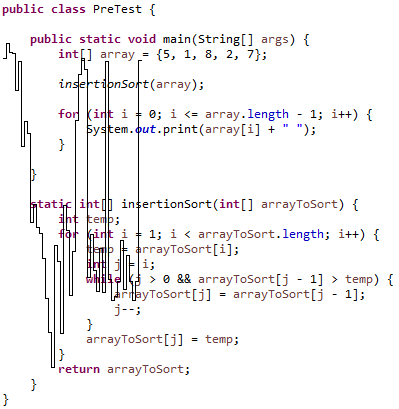 public class PreTest {
public static void main(String[] args) {
int[] array = {5, 1, 8, 2, 7};
insertionSort(array);
for (int i = 0; i <= array.length - 1; i++) {
System.out.print(array[i] + " ");
}
}
static int[] insertionSort(int[] arrayToSort) {
int temp;
for (int i = 1; i < arrayToSort.length; i++) {
temp = arrayToSort[i];
int j = i;
while (j > 0 && arrayToSort[j - 1] > temp) {
arrayToSort[j] = arrayToSort[j - 1];
j--;
}
arrayToSort[j] = temp;
}
return arrayToSort;
}
}